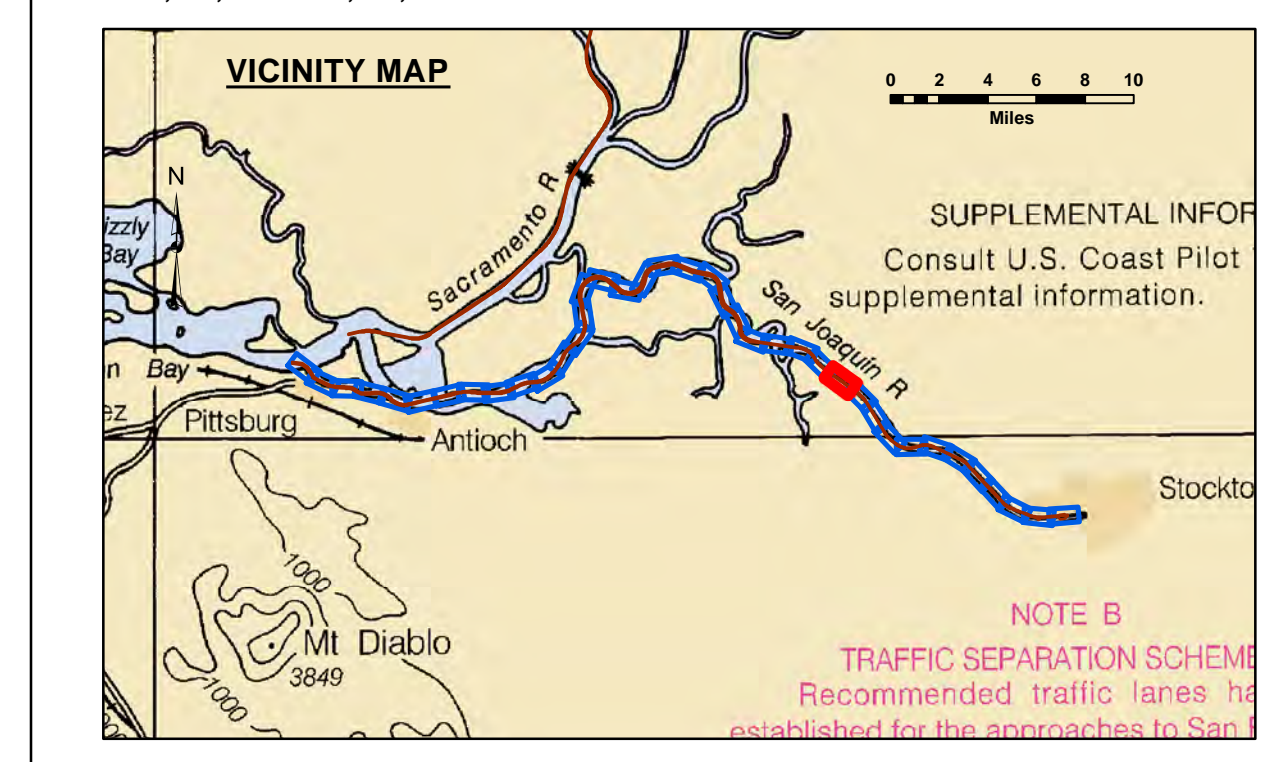 VICINITY MAP
0 2 4 6 8 10
Miles
N
izzly
Bay
Sacramento R
SUPPLEMENTAL INFOR
Consult U.S. Coast Pilot
supplemental information.
San Joaquin R
n Bay
ez
Pittsburg
Antioch
Stockto
1000
Mt Diablo
3849
1000
NOTE B
TRAFFIC SEPARATION SCHEME
Recommended traffic lanes ha
established for the approaches to San F